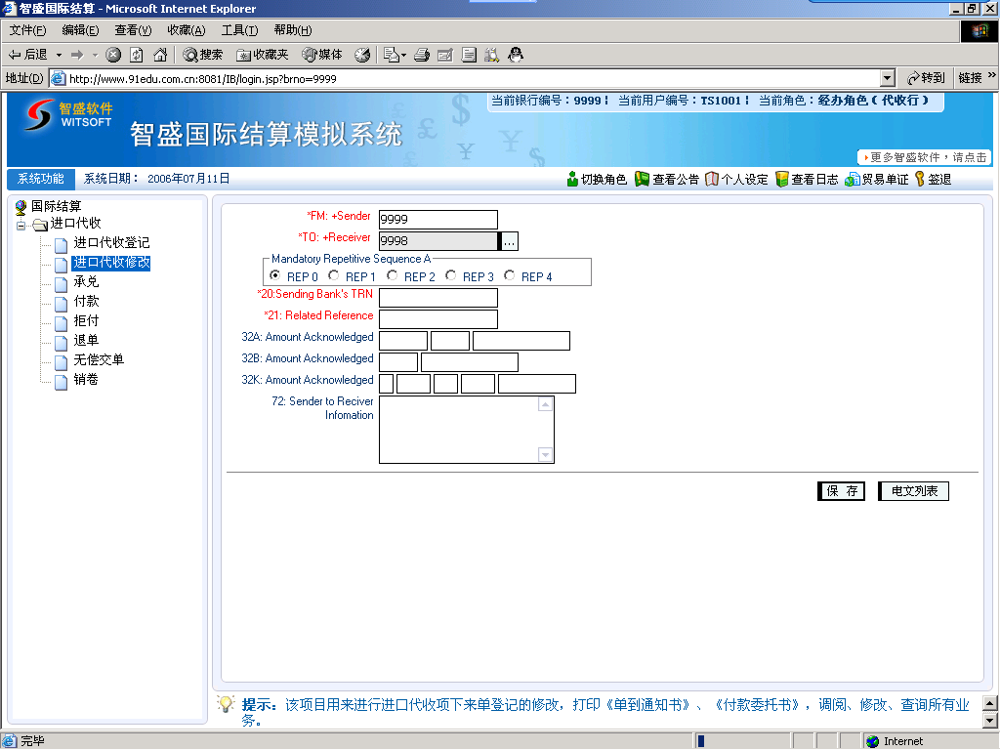 智盛国际结算 - Microsoft Internet Explorer
文件(F) 编辑(E) 查看(V) 收藏(A) 工具(T) 帮助(H)
后退 搜索 收藏夹 媒体
地址(D) http://www.91edu.com.cn:8081/IB/login.jsp?brno=9999 转到 链接 »
智盛软件
WITSOFT
智盛国际结算模拟系统
当前银行编号：9999 | 当前用户编号：TS1001 | 当前角色：经办角色（代收行）
更多智盛软件，请点击
系统功能 系统日期： 2006年07月11日 切换角色 查看公告 个人设定 查看日志 贸易单证 签退
国际结算
进口代收
进口代收登记
进口代收修改
承兑
付款
拒付
退单
无偿交单
销卷
*FM: +Sender 9999
*TO: +Receiver 9998 ...
Mandatory Repetitive Sequence A
REP 0 REP 1 REP 2 REP 3 REP 4
*20:Sending Bank's TRN
*21: Related Reference
32A: Amount Acknowledged
32B: Amount Acknowledged
32K: Amount Acknowledged
72: Sender to Reciver
Infomation
保 存 电文列表
提示：该项目用来进行进口代收项下来单登记的修改，打印《单到通知书》、《付款委托书》，调阅、修改、查询所有业
务。
完毕 Internet